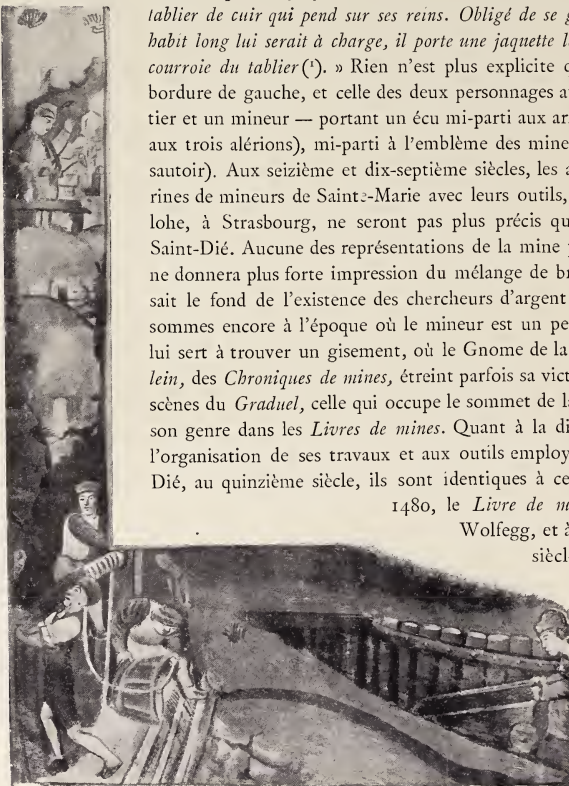 tablier de cuir qui pend sur ses reins. Obligé de se
habit long lui serait à charge, il porte une jaquette
courroie du tablier (¹). » Rien n'est plus explicite
bordure de gauche, et celle des deux personnages
tier et un mineur — portant un écu mi-parti aux
aux trois alérions), mi-parti à l'emblème des
sautoir). Aux seizième et dix-septième siècles, les
rines de mineurs de Sainte-Marie avec leurs outils,
lohe, à Strasbourg, ne seront pas plus précis
Saint-Dié. Aucune des représentations de la mine
ne donnera plus forte impression du mélange de
sait le fond de l'existence des chercheurs d'argent
sommes encore à l'époque où le mineur est un
lui sert à trouver un gisement, où le Gnome de la
lein, des Chroniques de mines, étreint parfois sa
scènes du Graduel, celle qui occupe le sommet de
son genre dans les Livres de mines. Quant à la
l'organisation de ses travaux et aux outils
Dié, au quinzième siècle, ils sont identiques à
1480, le Livre de
Wolfegg, et à